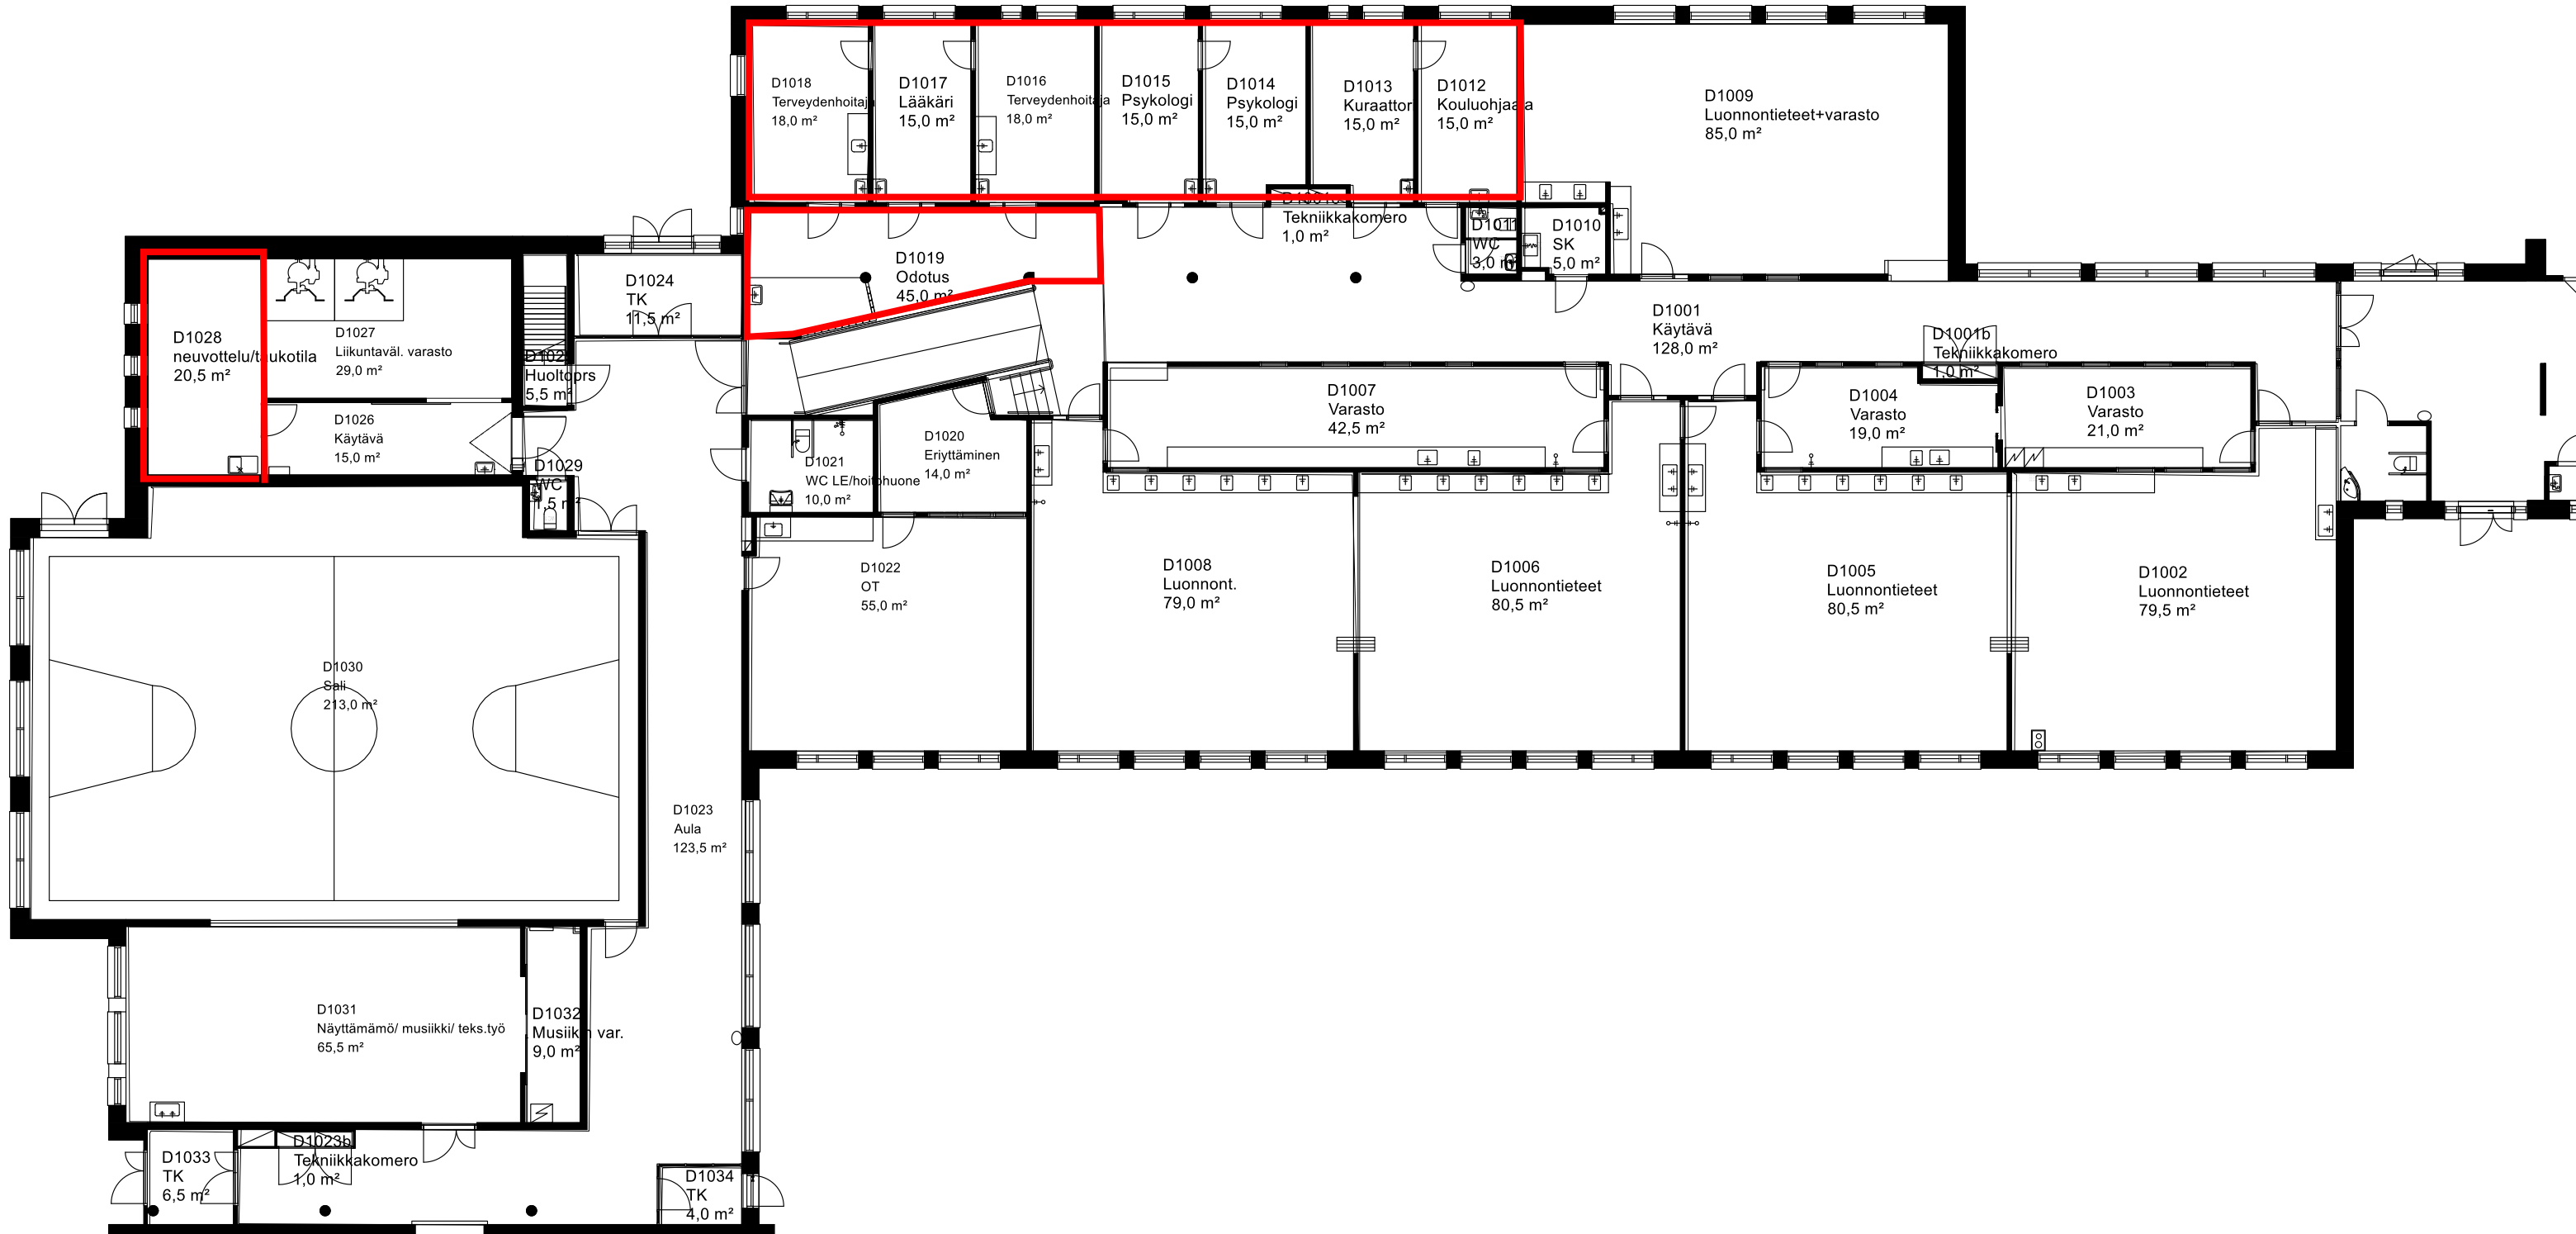 D1018
Terveydenhoitaja
18,0 m²
D1017
Lääkäri
15,0 m²
D1016
Terveydenhoitaja
18,0 m²
D1015
Psykologi
15,0 m²
D1014
Psykologi
15,0 m²
D1013
Kuraattori
15,0 m²
D1012
Kouluohjaaja
15,0 m²
D1009
Luonnontieteet+varasto
85,0 m²
Tekniikkakomero
1,0 m²
D1011
WC
3,0 m²
D1010
SK
5,0 m²
D1019
Odotus
45,0 m²
D1024
TK
11,5 m²
D1028
neuvottelu/taukotila
20,5 m²
D1027
Liikuntaväl. varasto
29,0 m²
Huoltoprs
5,5 m²
D1001
Käytävä
128,0 m²
D1001b
Tekniikkakomero
1,0 m²
D1026
Käytävä
15,0 m²
D1007
Varasto
42,5 m²
D1004
Varasto
19,0 m²
D1003
Varasto
21,0 m²
D1029
WC
1,5 m²
D1021
WC LE/hoitohuone
10,0 m²
D1020
Eriyttäminen
14,0 m²
D1022
OT
55,0 m²
D1008
Luonnont.
79,0 m²
D1006
Luonnontieteet
80,5 m²
D1005
Luonnontieteet
80,5 m²
D1002
Luonnontieteet
79,5 m²
D1030
Sali
213,0 m²
D1023
Aula
123,5 m²
D1031
Näyttämämö/ musiikki/ teks.työ
65,5 m²
D1032
Musiikin var.
9,0 m²
D1033
TK
6,5 m²
D1023b
Tekniikkakomero
1,0 m²
D1034
TK
4,0 m²